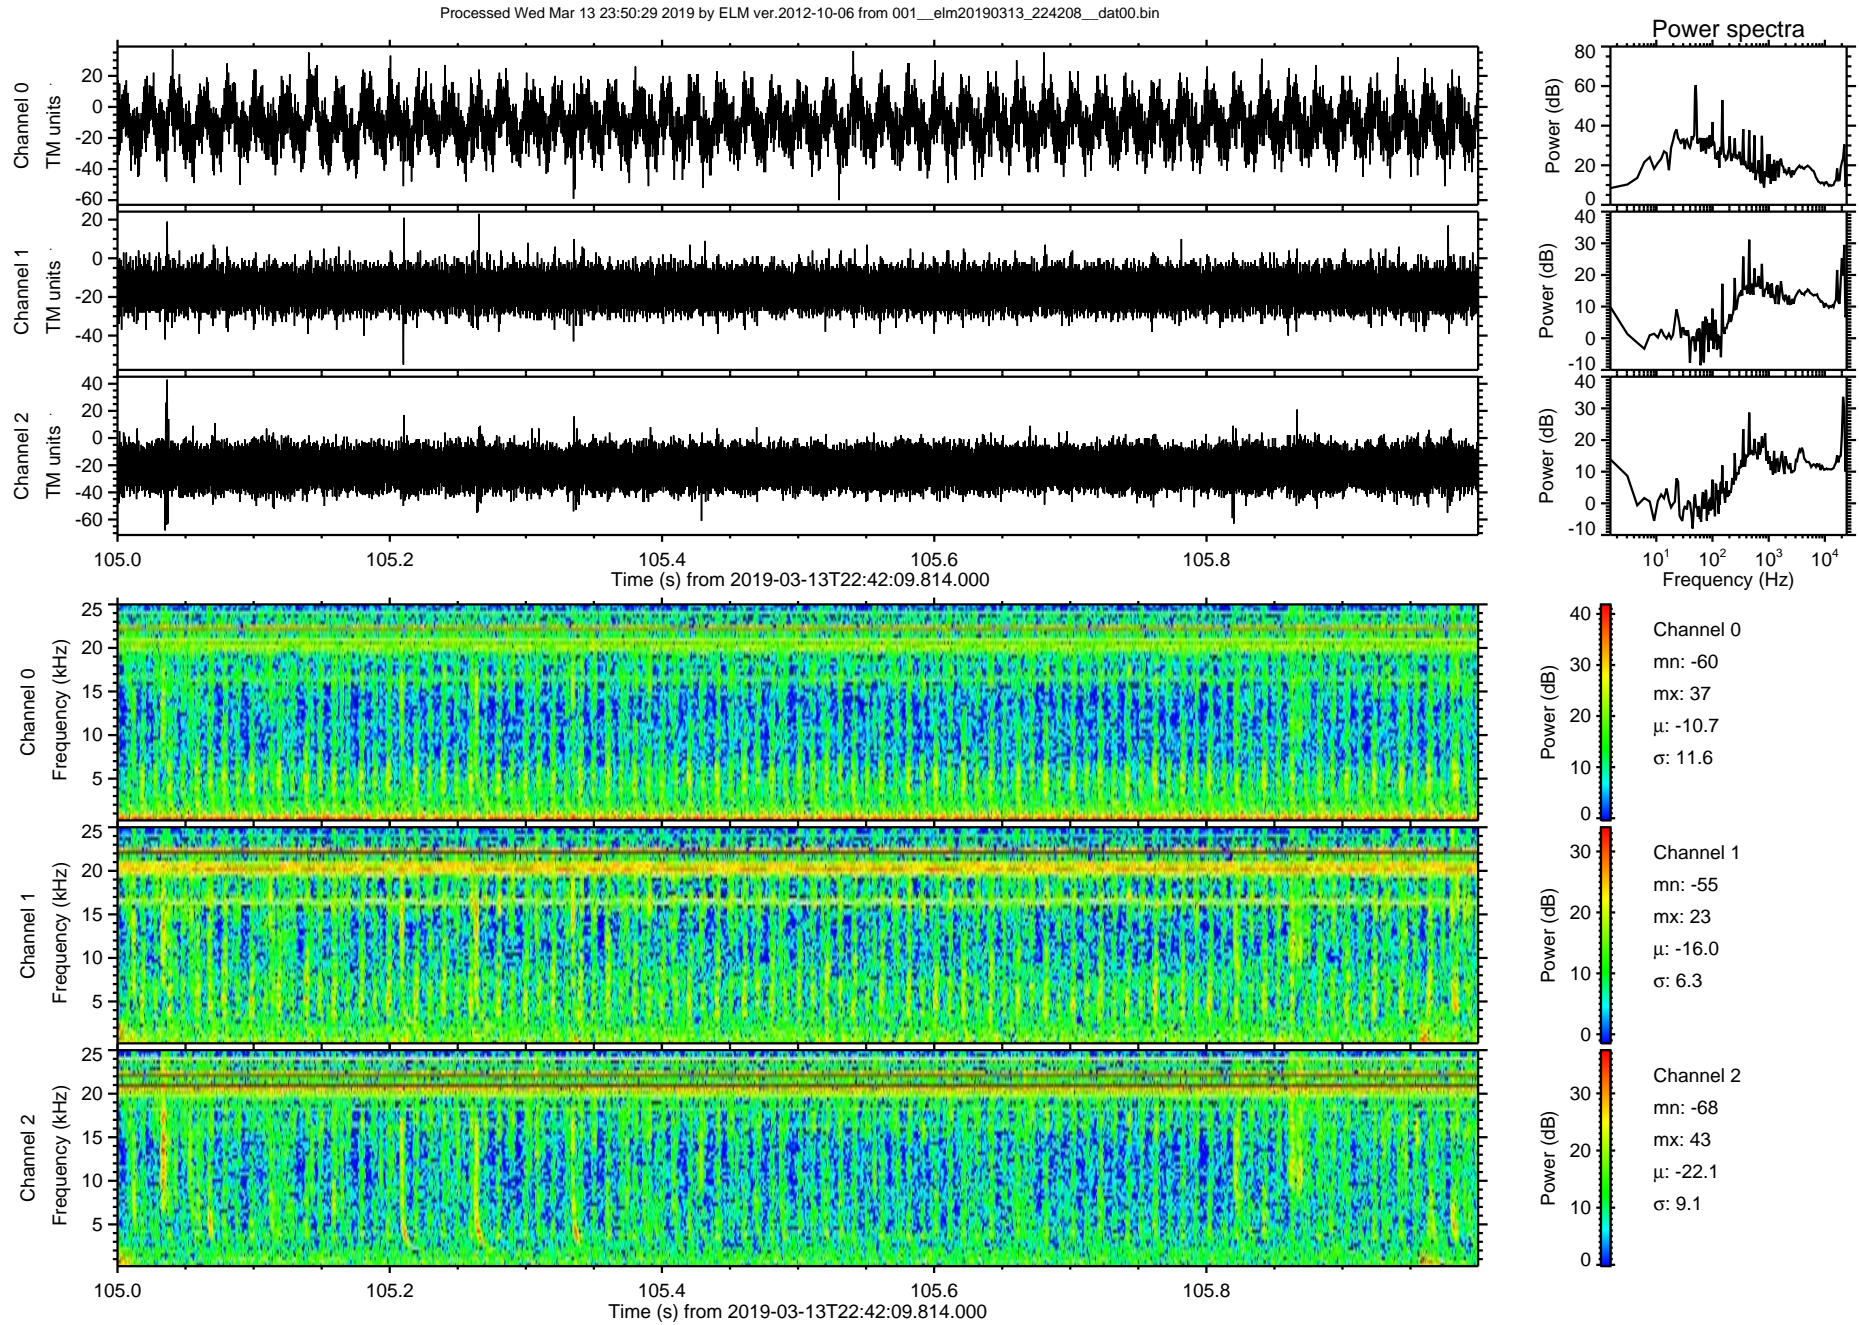 Processed Wed Mar 13 23:50:29 2019 by ELM ver.2012-10-06 from 001__elm20190313_224208__dat00.bin
Power spectra
Channel 0
TM units
20
0
-20
-40
-60
Power (dB)
80
60
40
20
0
Channel 1
TM units
20
0
-20
-40
Power (dB)
40
30
20
10
0
-10
Channel 2
TM units
40
20
0
-20
-40
-60
Power (dB)
40
30
20
10
0
-10
105.0 105.2 105.4 105.6 105.8
Time (s) from 2019-03-13T22:42:09.814.000
10¹ 10² 10³ 10⁴
Frequency (Hz)
Channel 0
Frequency (kHz)
25
20
15
10
5
Power (dB)
40
30
20
10
0
Channel 0
mn: -60
mx: 37
μ: -10.7
σ: 11.6
Channel 1
Frequency (kHz)
25
20
15
10
5
Power (dB)
30
20
10
0
Channel 1
mn: -55
mx: 23
μ: -16.0
σ: 6.3
Channel 2
Frequency (kHz)
25
20
15
10
5
Power (dB)
30
20
10
0
Channel 2
mn: -68
mx: 43
μ: -22.1
σ: 9.1
105.0 105.2 105.4 105.6 105.8
Time (s) from 2019-03-13T22:42:09.814.000